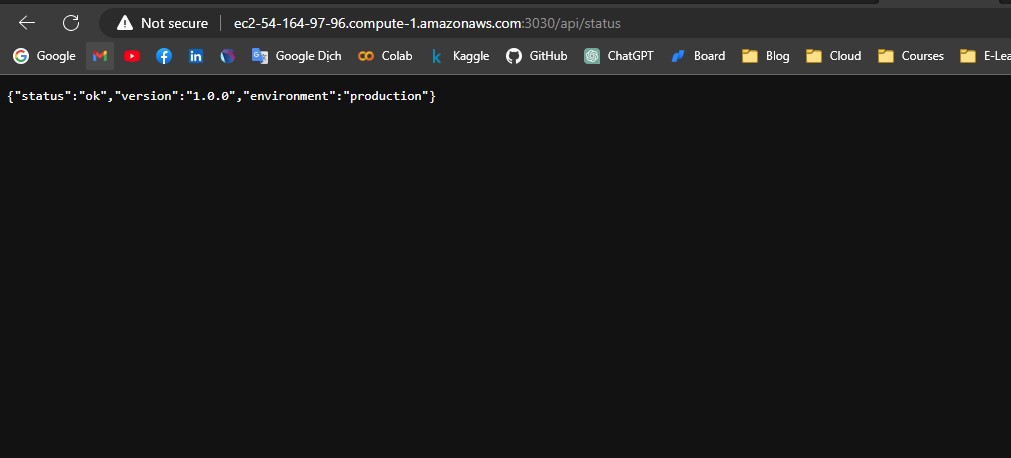 Not secure ec2-54-164-97-96.compute-1.amazonaws.com:3030/api/status
Google Google Dịch Colab Kaggle GitHub ChatGPT Board Blog Cloud Courses E-Lea
{"status":"ok","version":"1.0.0","environment":"production"}